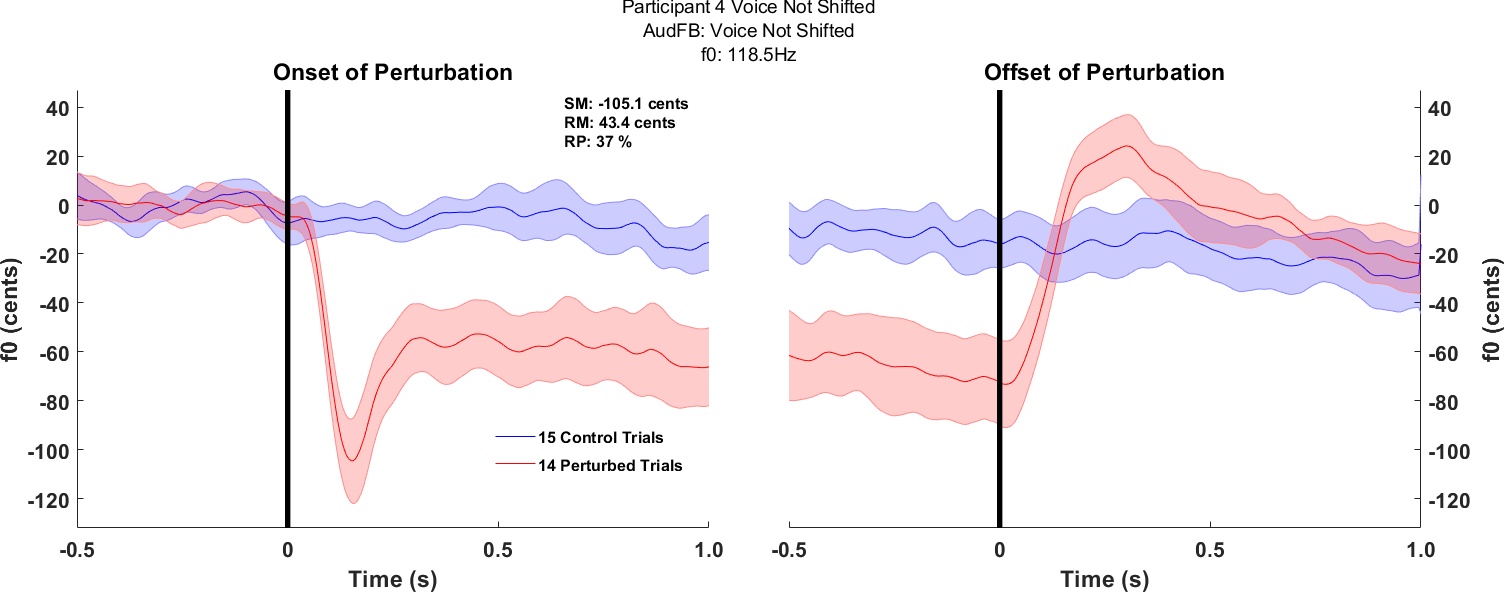 Participant 4 Voice Not Shifted
AudFB: Voice Not Shifted
f0: 118.5Hz
Onset of Perturbation
SM: -105.1 cents
RM: 43.4 cents
RP: 37 %
40
20
0
-20
-40
-60
-80
-100
-120
f0 (cents)
15 Control Trials
14 Perturbed Trials
-0.5
0
0.5
1.0
Time (s)
Offset of Perturbation
40
20
0
-20
-40
-60
-80
-100
-120
f0 (cents)
-0.5
0
0.5
1.0
Time (s)